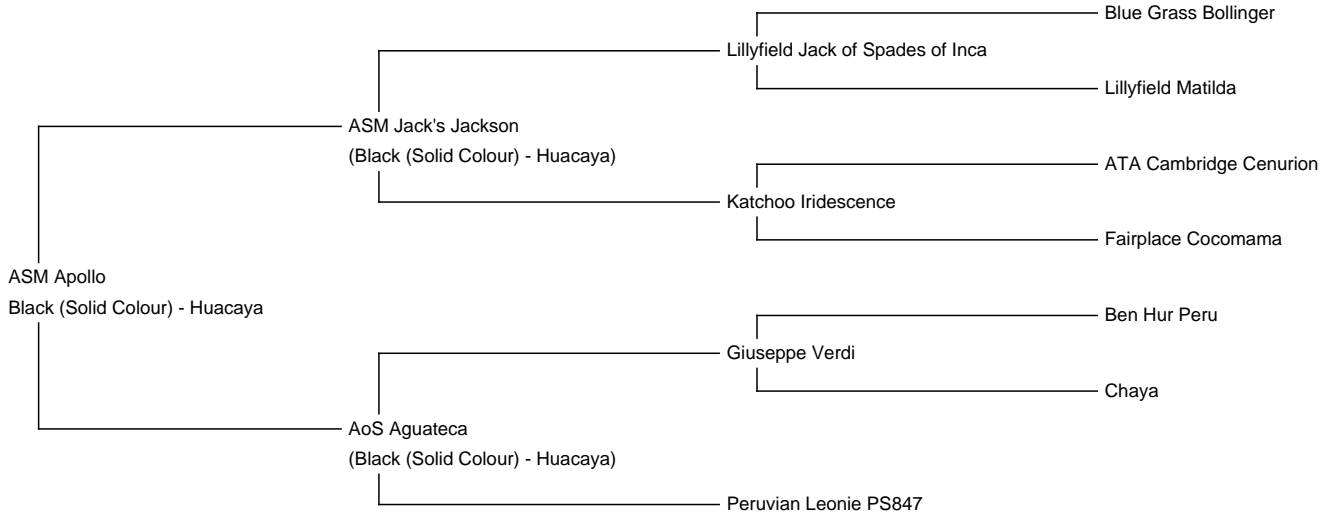 Blue Grass Bollinger
Lillyfield Jack of Spades of Inca
Lillyfield Matilda
ASM Jack's Jackson
(Black (Solid Colour) - Huacaya)
ATA Cambridge Cenurion
Katchoo Iridescence
Fairplace Cocomama
ASM Apollo
Black (Solid Colour) - Huacaya
Ben Hur Peru
Giuseppe Verdi
Chaya
AoS Aguateca
(Black (Solid Colour) - Huacaya)
Peruvian Leonie PS847